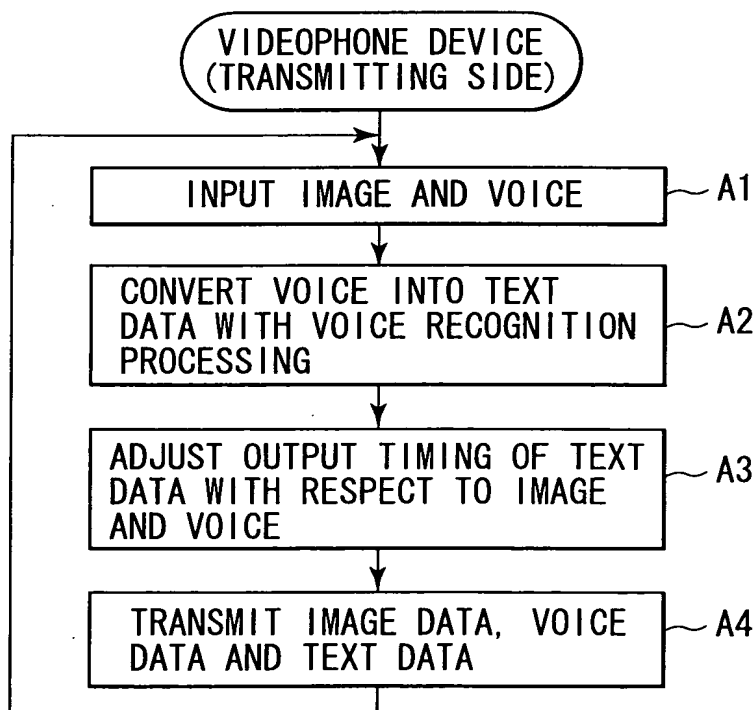 VIDEOPHONE DEVICE
(TRANSMITTING SIDE)
INPUT IMAGE AND VOICE
A1
CONVERT VOICE INTO TEXT
DATA WITH VOICE RECOGNITION
PROCESSING
A2
ADJUST OUTPUT TIMING OF TEXT
DATA WITH RESPECT TO IMAGE
AND VOICE
A3
TRANSMIT IMAGE DATA, VOICE
DATA AND TEXT DATA
A4